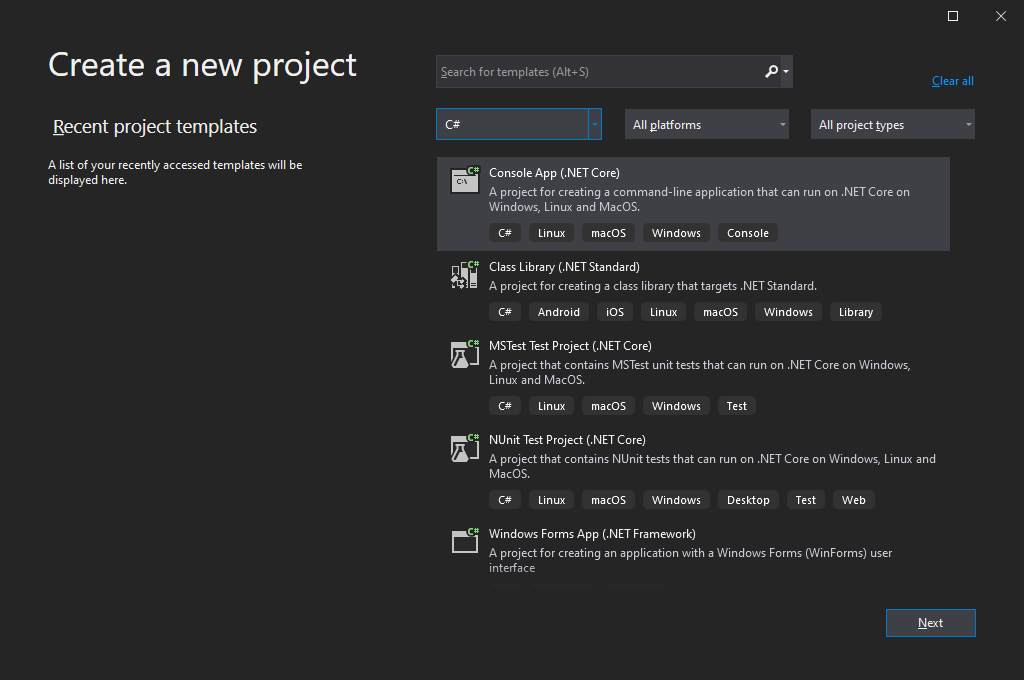 Create a new project
Search for templates (Alt+S)
Clear all
Recent project templates
A list of your recently accessed templates will be
displayed here.
C#
All platforms
All project types
C#
C:\
Console App (.NET Core)
A project for creating a command-line application that can run on .NET Core on
Windows, Linux and MacOS.
C# Linux macOS Windows Console
C#
Class Library (.NET Standard)
A project for creating a class library that targets .NET Standard.
C# Android iOS Linux macOS Windows Library
C#
MSTest Test Project (.NET Core)
A project that contains MSTest unit tests that can run on .NET Core on Windows,
Linux and MacOS.
C# Linux macOS Windows Test
C#
NUnit Test Project (.NET Core)
A project that contains NUnit tests that can run on .NET Core on Windows, Linux and
MacOS.
C# Linux macOS Windows Desktop Test Web
C#
Windows Forms App (.NET Framework)
A project for creating an application with a Windows Forms (WinForms) user
interface
Next